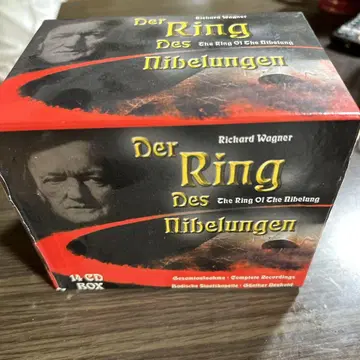 Richard Wagner
Der
Ring
Des The Ring Of The Nibelung
Nibelungen
Richard Wagner
Der
Ring
Des The Ring Of The Nibelung
Nibelungen
14 CD
BOX
Gesamtaufnahme · Complete Recordings
Badische Staatskapelle · Günter Neuhold